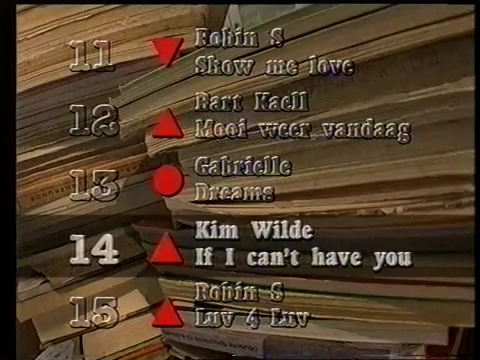 11 Robin S
Show me love
12 Bart Kaell
Mooi weer vandaag
13 Gabrielle
Dreams
14 Kim Wilde
If I can't have you
15 Robin S
Luv 4 Luv